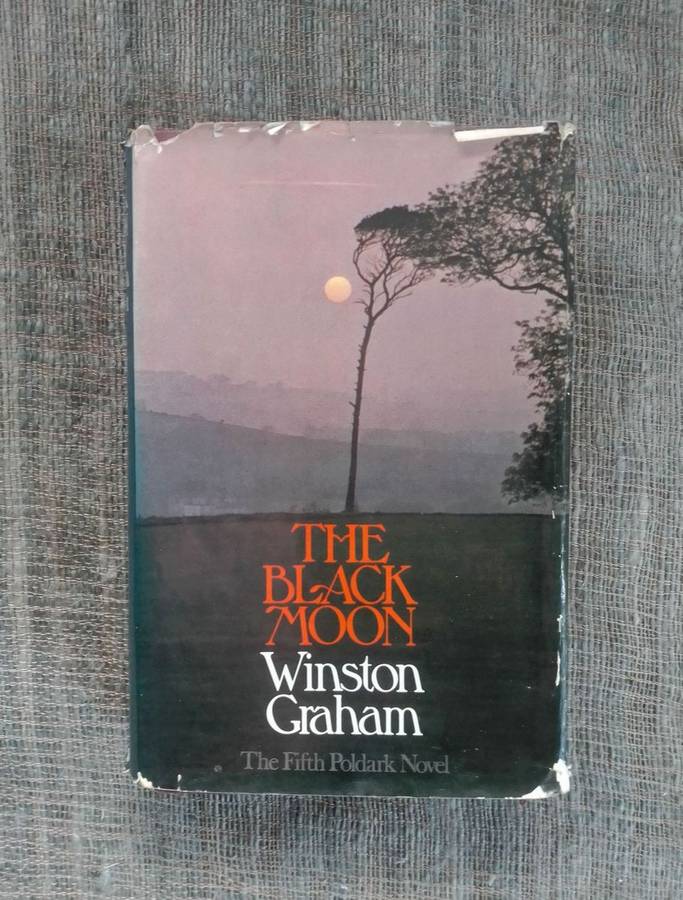 THE
BLACK
MOON
Winston
Graham
The Fifth Poldark Novel